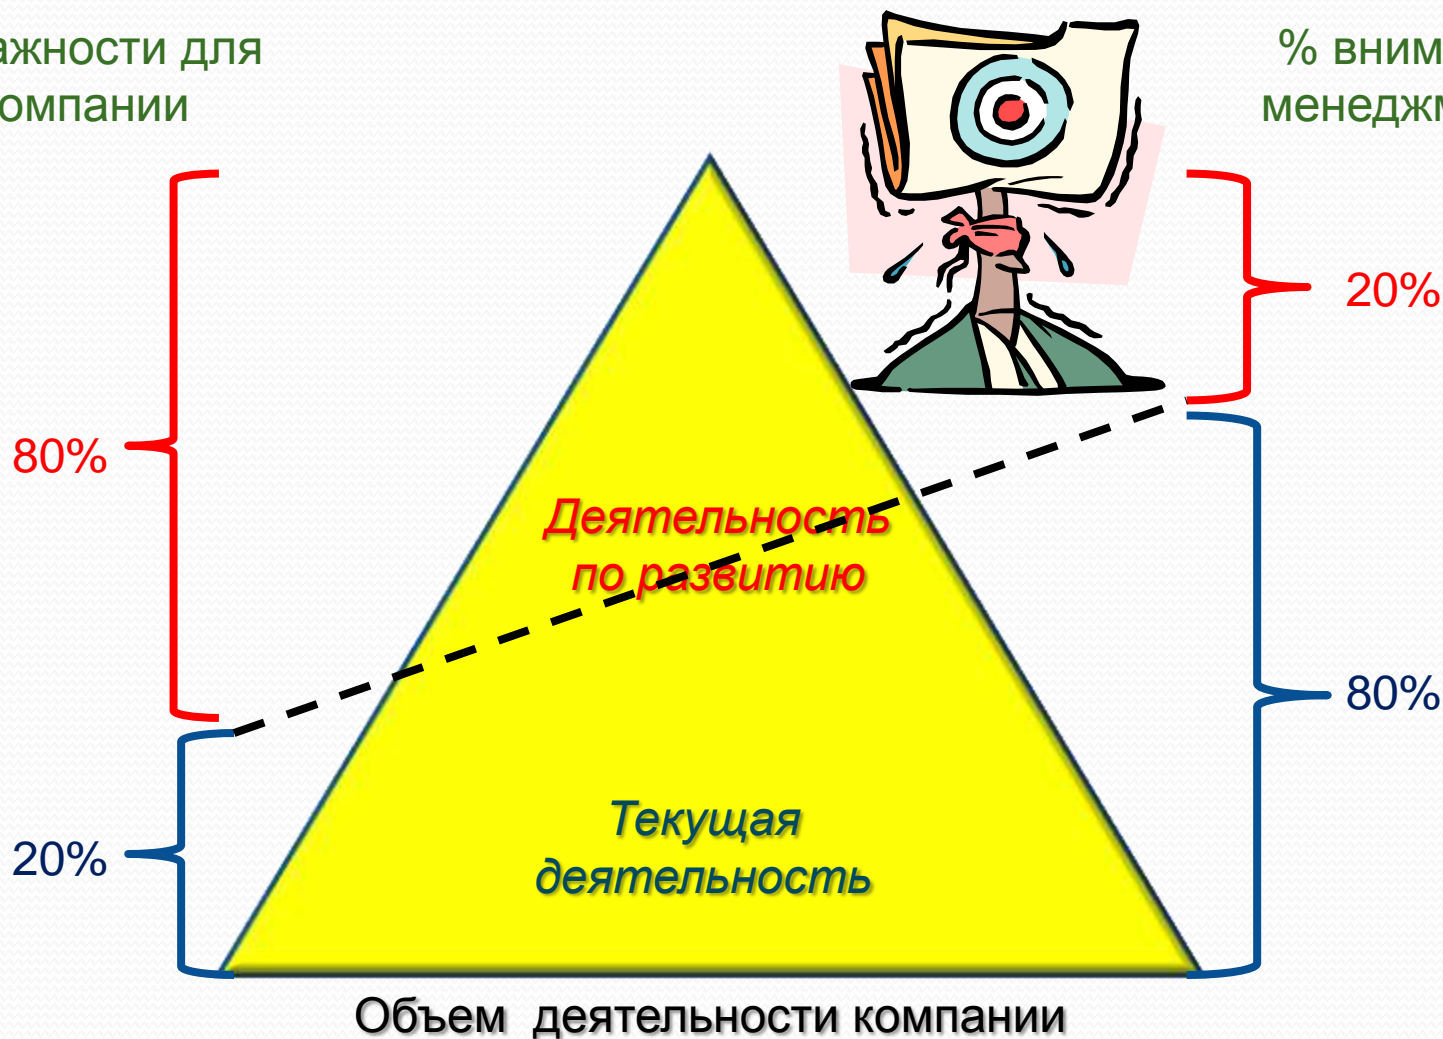 ажности для
омпании
% вним
менеджм
20%
80%
Деятельность
по развитию
80%
Текущая
деятельность
20%
Объем деятельности компании